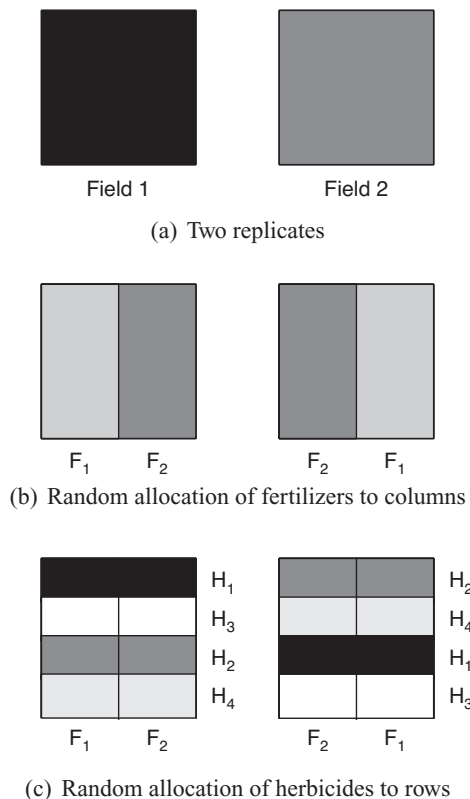 Field 1 Field 2
(a) Two replicates
F₁ F₂ F₂ F₁
(b) Random allocation of fertilizers to columns
H₁ H₂
H₃ H₄
H₂ H₁
H₄ H₃
F₁ F₂ F₂ F₁
(c) Random allocation of herbicides to rows